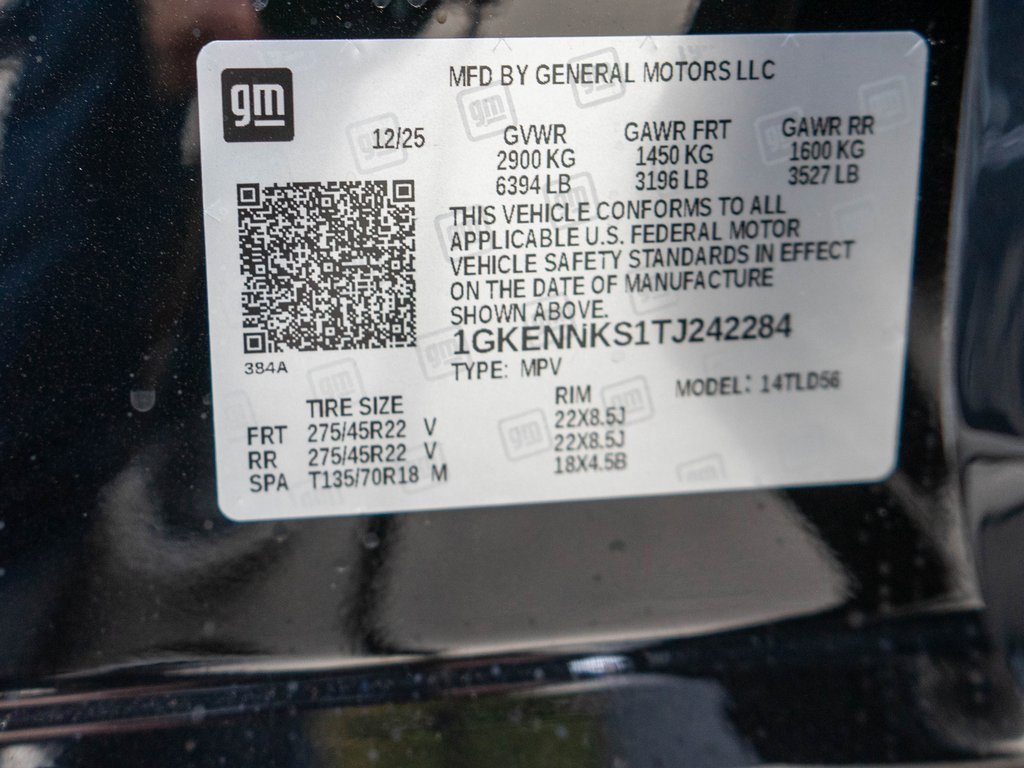 gm
MFD BY GENERAL MOTORS LLC
12/25
GVWR GAWR FRT GAWR RR
2900 KG 1450 KG 1600 KG
6394 LB 3196 LB 3527 LB
THIS VEHICLE CONFORMS TO ALL
APPLICABLE U.S. FEDERAL MOTOR
VEHICLE SAFETY STANDARDS IN EFFECT
ON THE DATE OF MANUFACTURE
SHOWN ABOVE.
1GKENNKS1TJ242284
384A
TYPE: MPV MODEL: 14TLD56
TIRE SIZE RIM
FRT 275/45R22 V 22X8.5J
RR 275/45R22 V 22X8.5J
SPA T135/70R18 M 18X4.5B